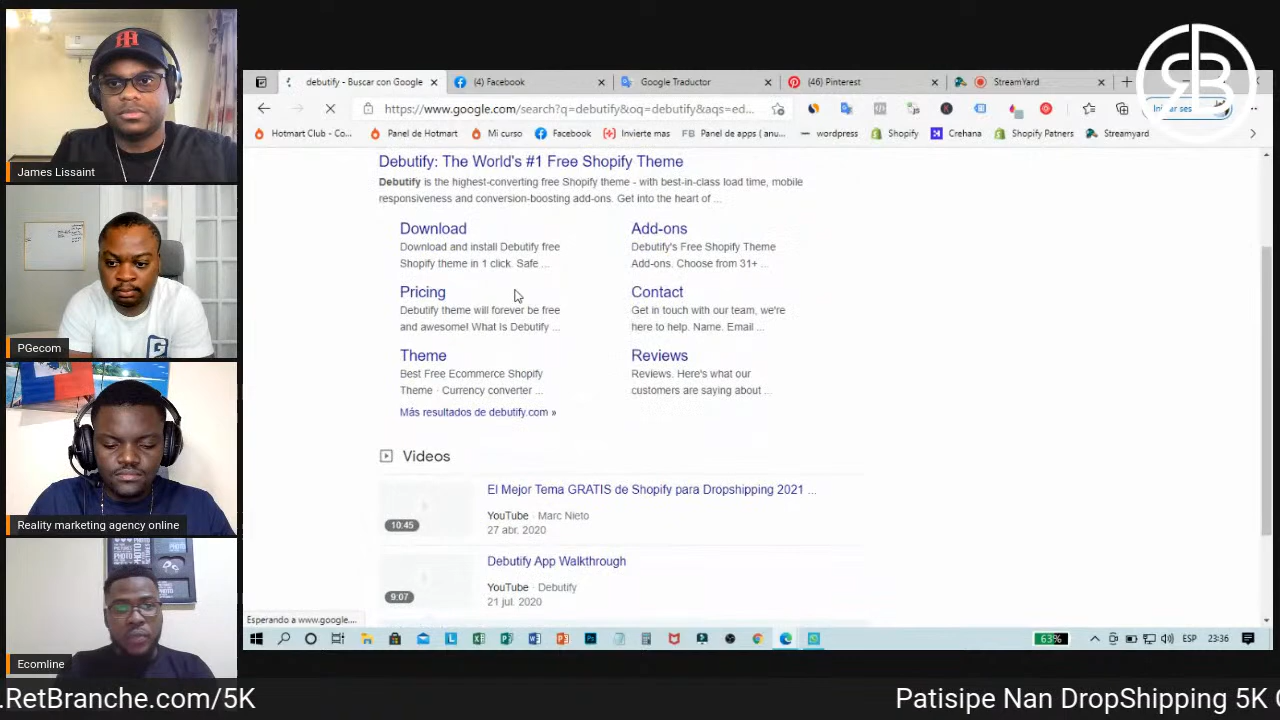 James Lissaint
PGecom
Reality marketing agency online
Ecomline
debutify - Buscar con Google
(4) Facebook
Google Traductor
(46) Pinterest
StreamYard
https://www.google.com/search?q=debutify&oq=debutify&aqs=ed...
Hotmart Club - Co...
Panel de Hotmart
Mi curso
Facebook
Invierte mas
FB Panel de apps ( anu...
wordpress
Shopify
Crehana
Shopify Patners
Streamyard
Debutify: The World's #1 Free Shopify Theme
Debutify is the highest-converting free Shopify theme - with best-in-class load time, mobile
responsiveness and conversion-boosting add-ons. Get into the heart of ...
Download
Download and install Debutify free
Shopify theme in 1 click. Safe ...
Add-ons
Debutify's Free Shopify Theme
Add-ons. Choose from 31+ ...
Pricing
Debutify theme will forever be free
and awesome! What Is Debutify ...
Contact
Get in touch with our team, we're
here to help. Name. Email ...
Theme
Best Free Ecommerce Shopify
Theme · Currency converter ...
Reviews
Reviews. Here's what our
customers are saying about ...
Más resultados de debutify.com »
Videos
El Mejor Tema GRATIS de Shopify para Dropshipping 2021 ...
10:45
YouTube · Marc Nieto
27 abr. 2020
Debutify App Walkthrough
9:07
YouTube · Debutify
21 jul. 2020
Esperando a www.google....
63%
ESP
23:36
.RetBranche.com/5K
Patisipe Nan DropShipping 5K